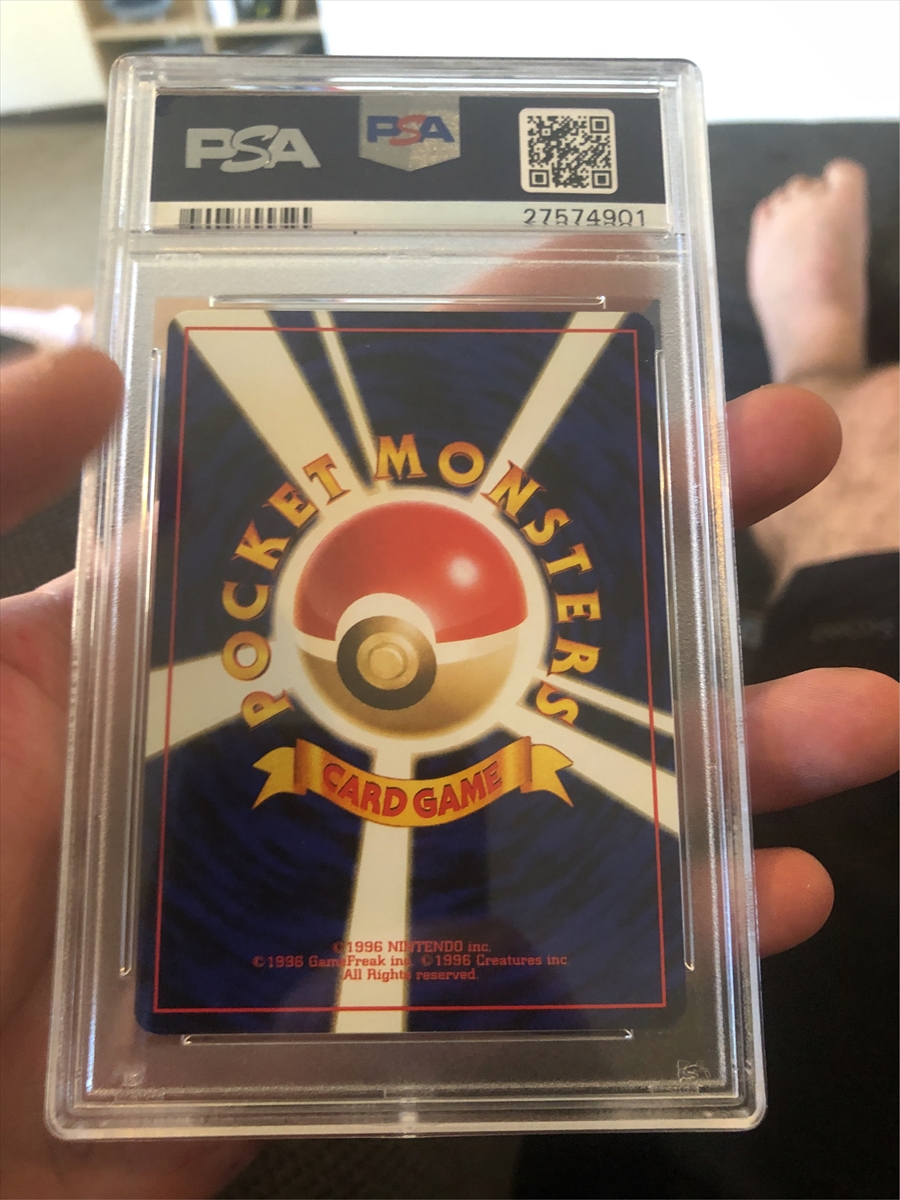 PSA PSA
27574901
POCKET MONSTERS
CARD GAME
©1996 NINTENDO inc.
©1996 GameFreak inc. ©1996 Creatures inc.
All Rights reserved.